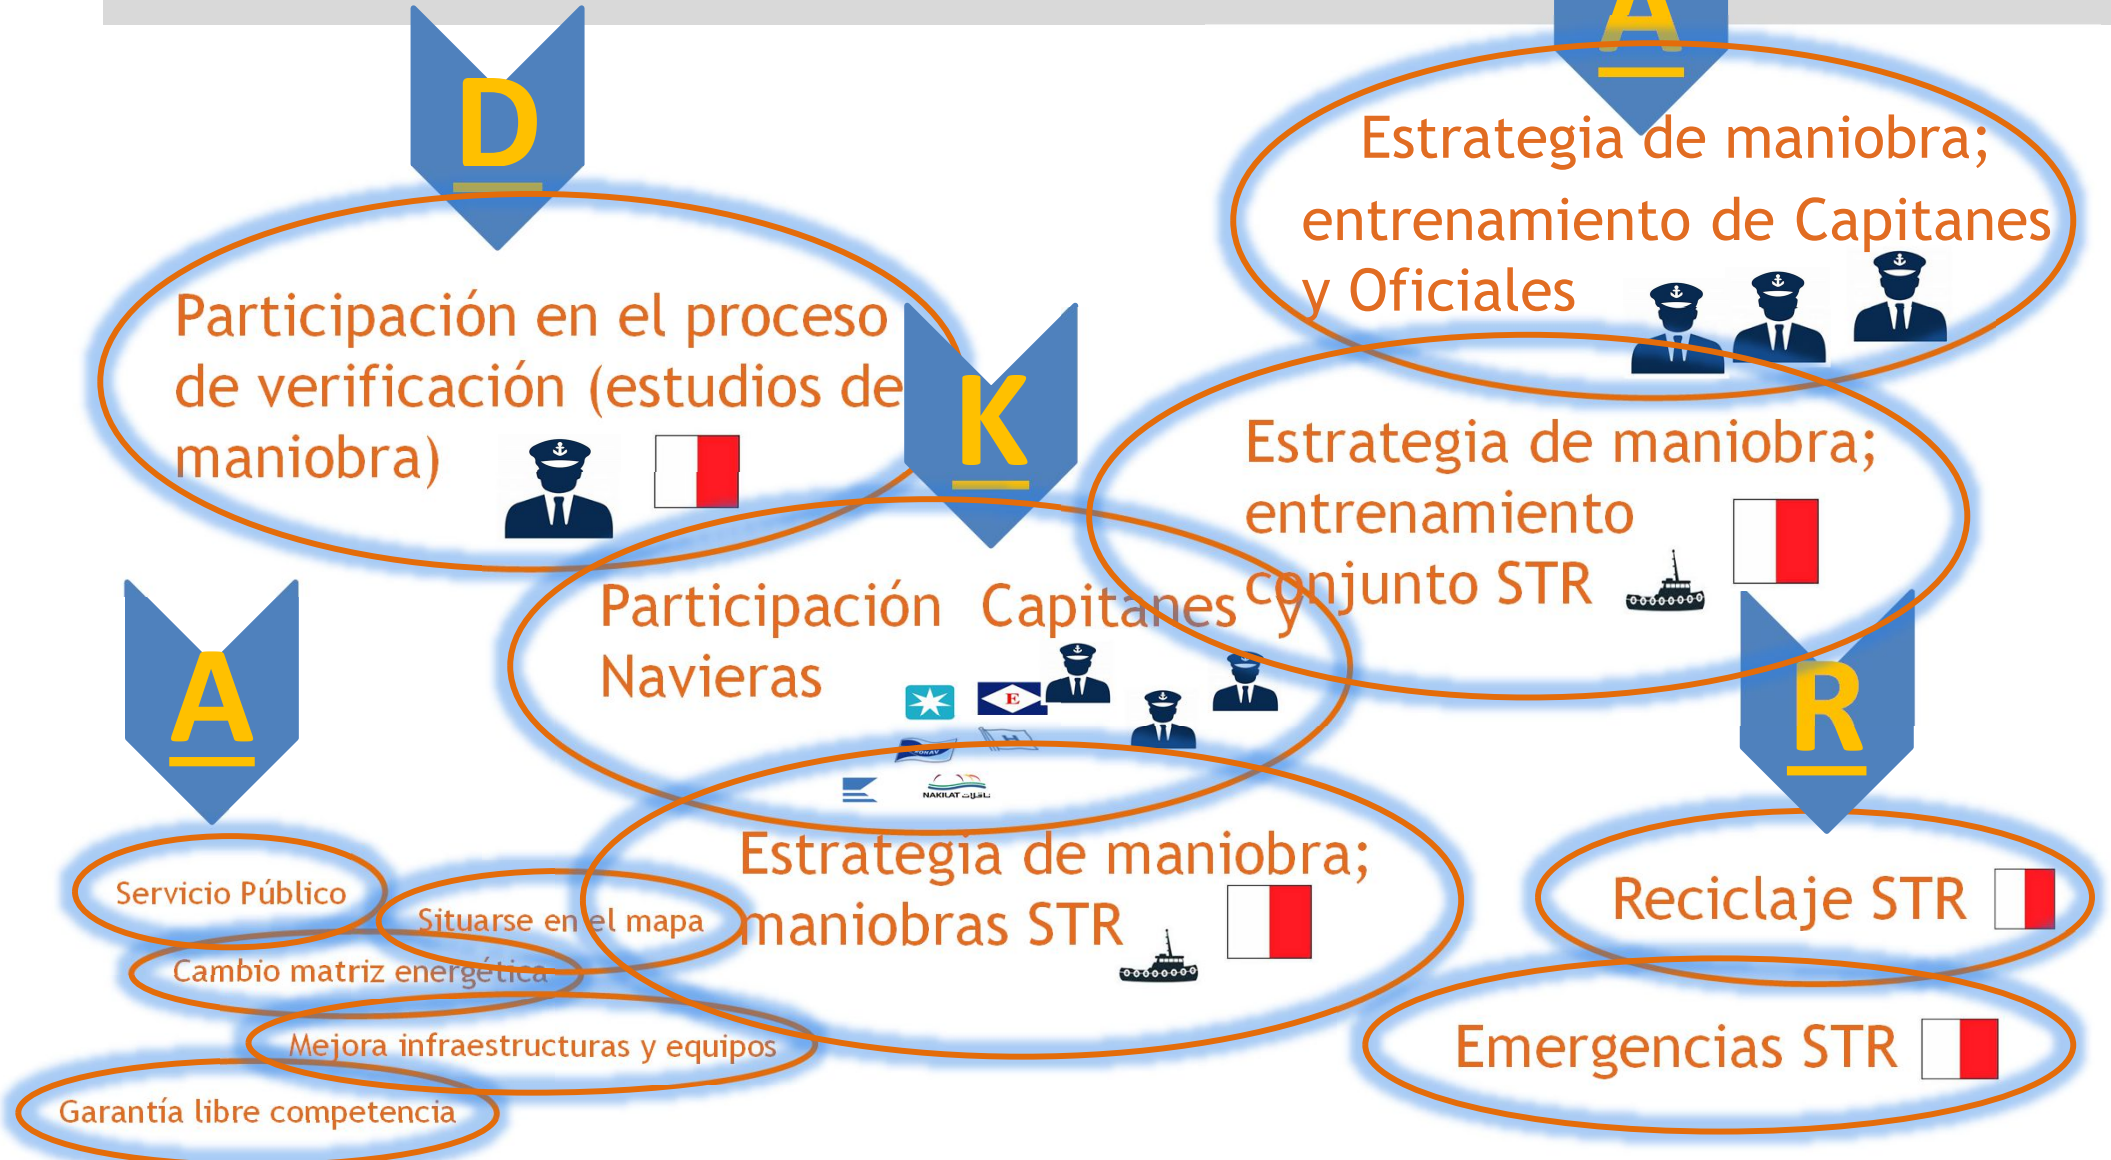 D
Participación en el proceso
de verificación (estudios de
maniobra)
A
Estrategia de maniobra;
entrenamiento de Capitanes
y Oficiales
K
Participación Capitanes y
Navieras
E
H
NAKILAT ناقلات
Estrategia de maniobra;
entrenamiento
conjunto STR
A
Servicio Público
Situarse en el mapa
Cambio matriz energética
Mejora infraestructuras y equipos
Garantía libre competencia
Estrategia de maniobra;
maniobras STR
R
Reciclaje STR
Emergencias STR